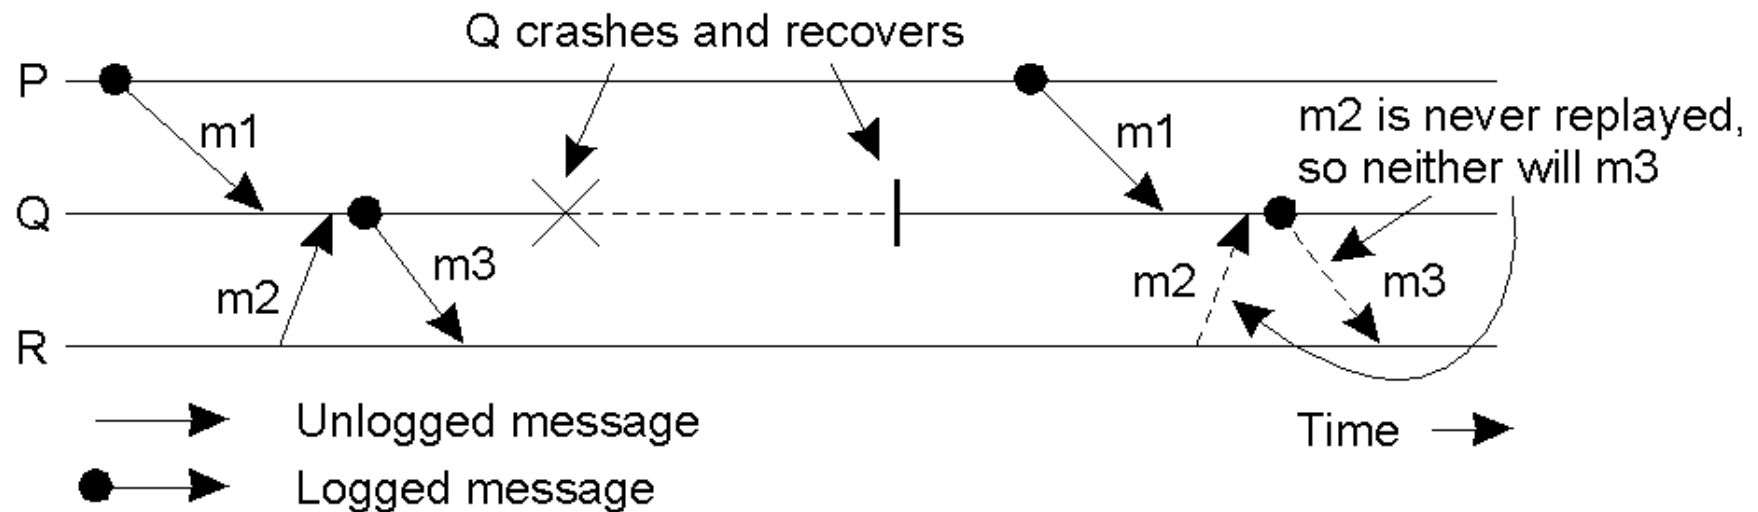 Q crashes and recovers
P
m1
m1
m2 is never replayed,
so neither will m3
Q
m3
m2
m2
m3
R
Unlogged message
Time
Logged message